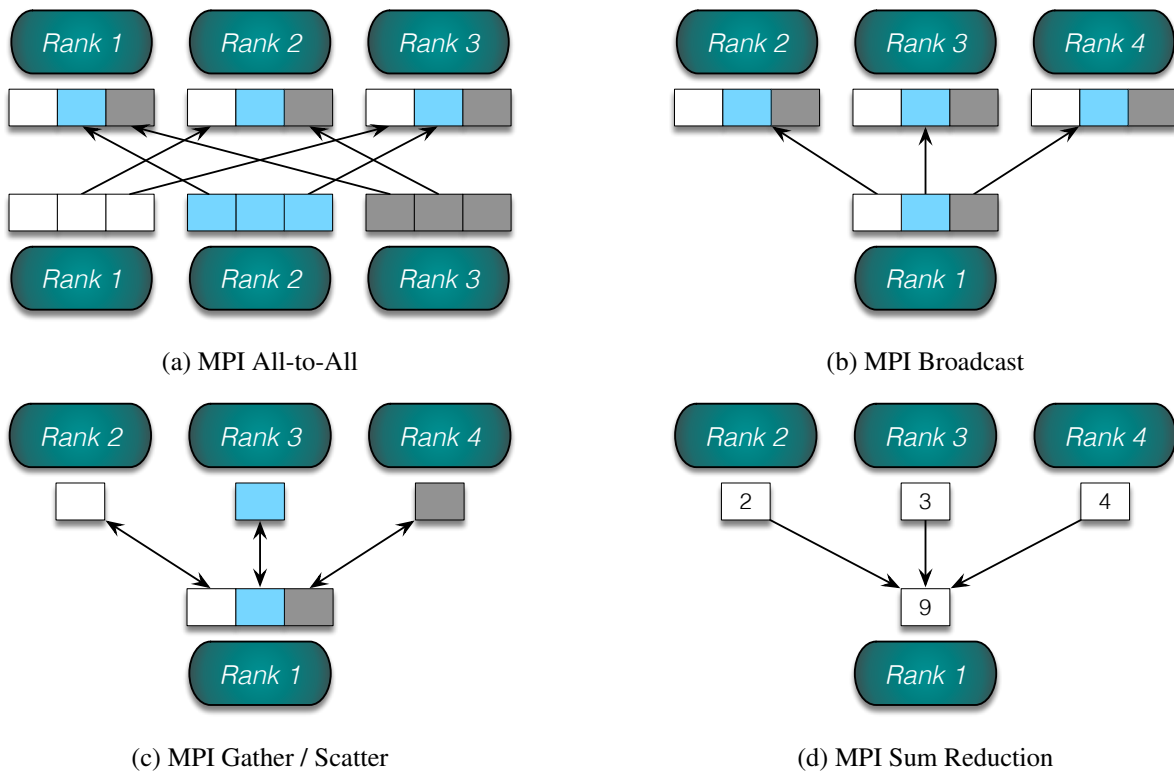 Rank 1 Rank 2 Rank 3
Rank 1 Rank 2 Rank 3
(a) MPI All-to-All
Rank 2 Rank 3 Rank 4
Rank 1
(b) MPI Broadcast
Rank 2 Rank 3 Rank 4
Rank 1
(c) MPI Gather / Scatter
Rank 2 Rank 3 Rank 4
2 3 4
9
Rank 1
(d) MPI Sum Reduction